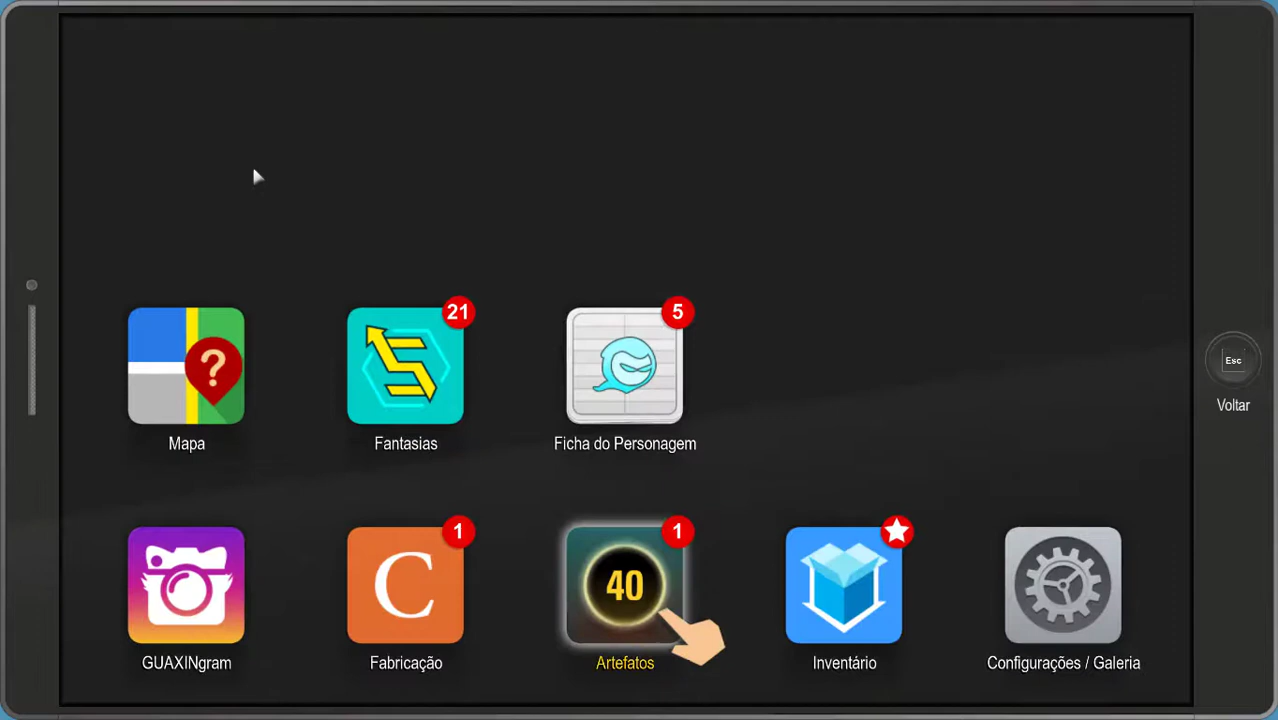 21
5
Mapa
Fantasias
Ficha do Personagem
Esc
Voltar
1
1
C
40
GUAXINgram
Fabricação
Artefatos
Inventário
Configurações / Galeria